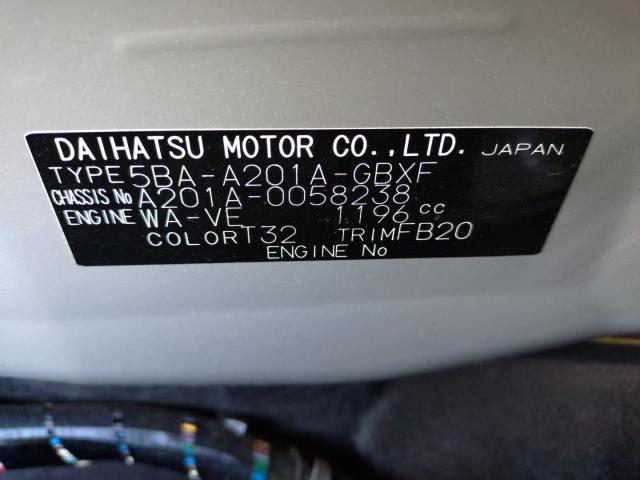 DAIHATSU MOTOR CO.,LTD. JAPAN
TYPE 5BA-A201A-GBXF
CHASSIS No A201A-0058238
ENGINE WA-VE 1196 cc
COLOR T32 TRIM FB20
ENGINE No